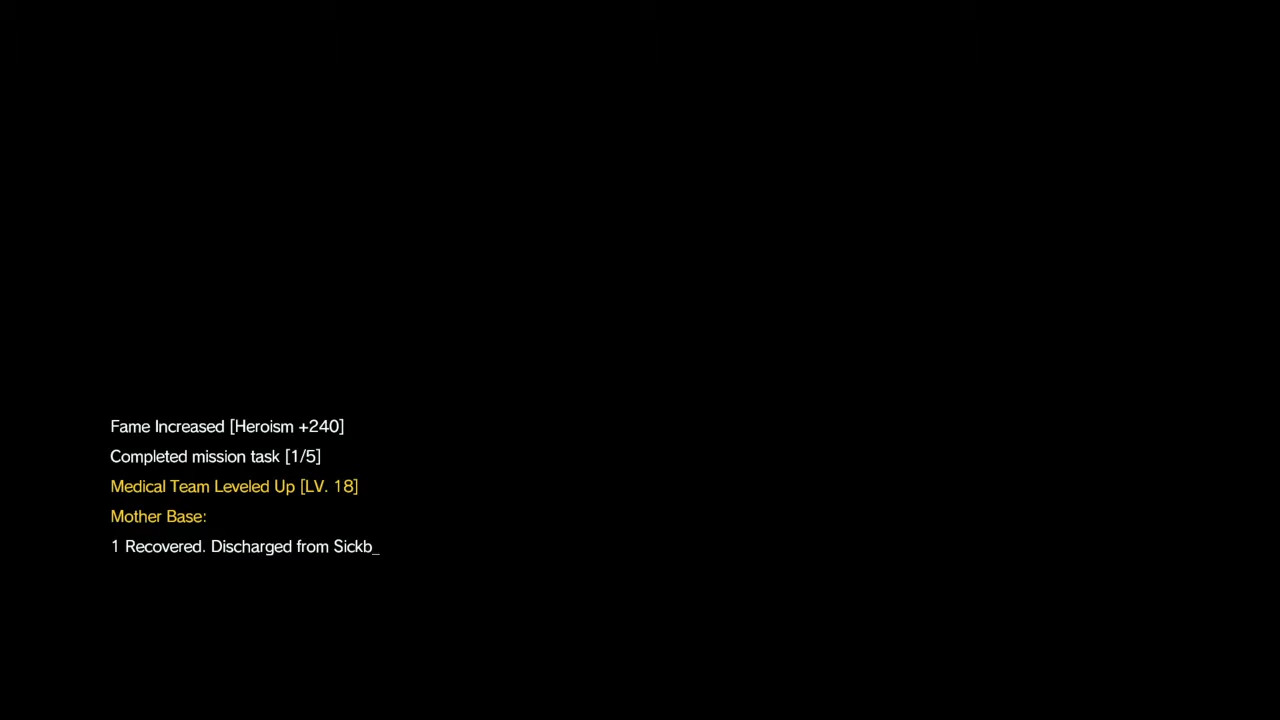 Fame Increased [Heroism +240]
Completed mission task [1/5]
Medical Team Leveled Up [LV. 18]
Mother Base:
1 Recovered. Discharged from Sickb_